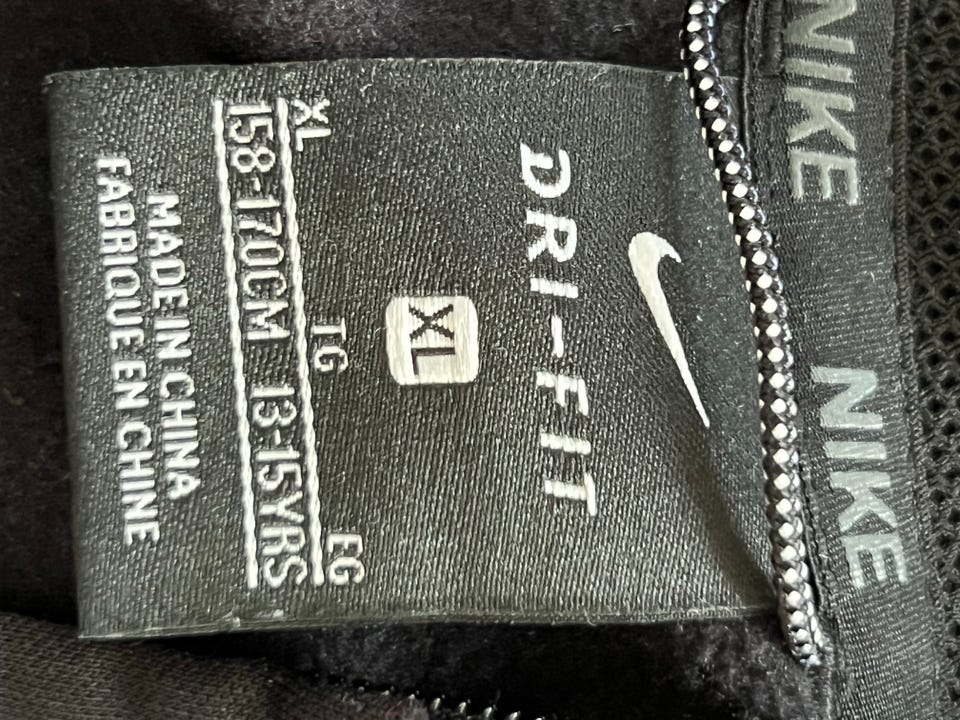 NIKE NIKE
DRI-FIT
XL
XL TG EG
158-170CM 13-15YRS
MADE IN CHINA
FABRIQUE EN CHINE